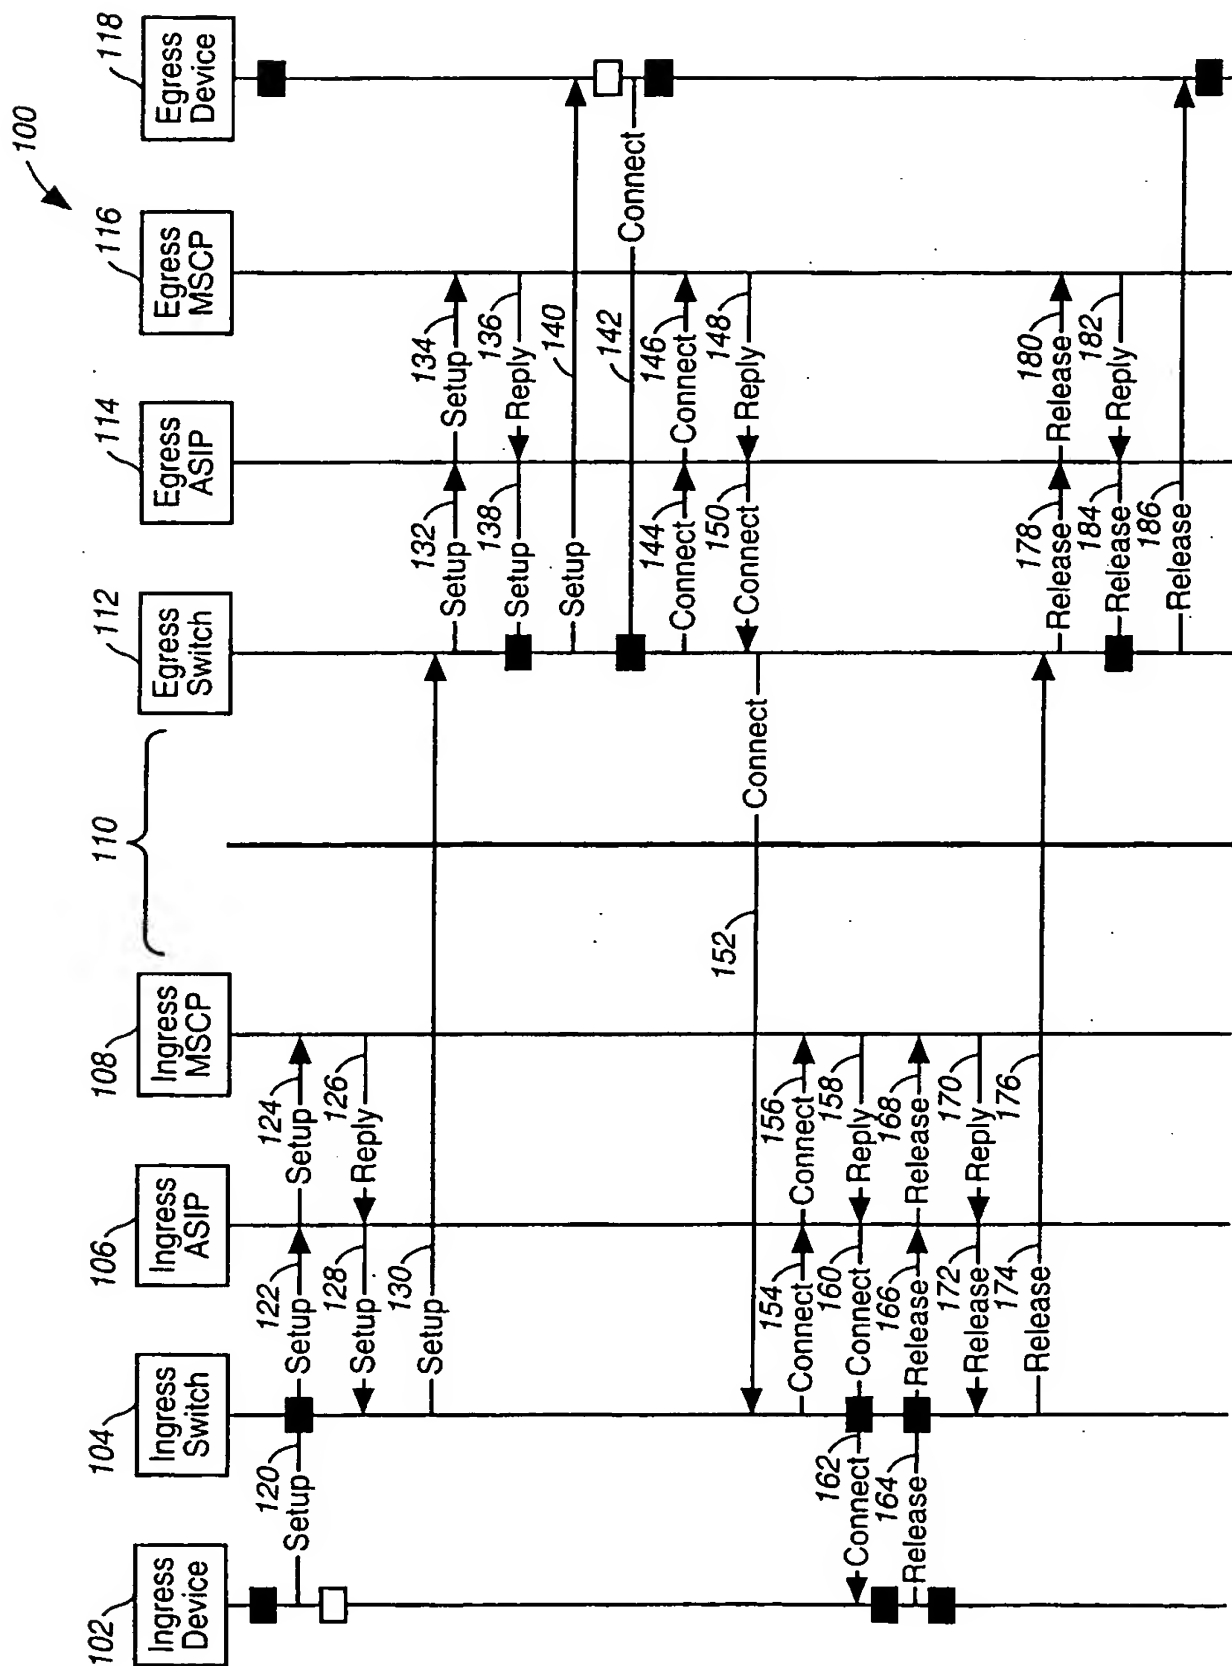 100
102
Ingress
Device
104
Ingress
Switch
106
Ingress
ASIP
108
Ingress
MSCP
110
112
Egress
Switch
114
Egress
ASIP
116
Egress
MSCP
118
Egress
Device
120
Setup
122
Setup
124
Setup
126
Reply
128
Setup
130
Setup
132
Setup
134
Setup
136
Reply
138
Setup
140
Setup
142
Connect
144
Connect
146
Connect
148
Reply
150
Connect
152
Connect
154
Connect
156
Connect
158
Reply
160
Connect
162
Connect
164
Release
166
Release
168
Release
170
Reply
172
Release
174
Release
176
178
Release
180
Release
182
Reply
184
Release
186
Release